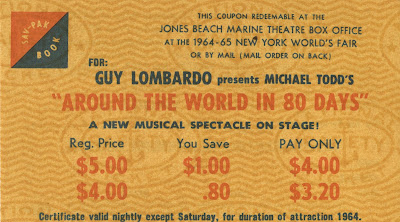 SAV-PAK
BOOK
THIS COUPON REDEEMABLE AT THE
JONES BEACH MARINE THEATRE BOX OFFICE
AT THE 1964-65 NEW YORK WORLD'S FAIR
OR BY MAIL (MAIL ORDER ON BACK)
FOR:
GUY LOMBARDO presents MICHAEL TODD'S
"AROUND THE WORLD IN 80 DAYS"
A NEW MUSICAL SPECTACLE ON STAGE!
Reg. Price You Save PAY ONLY
$5.00 $1.00 $4.00
$4.00 .80 $3.20
Certificate valid nightly except Saturday, for duration of attraction 1964.